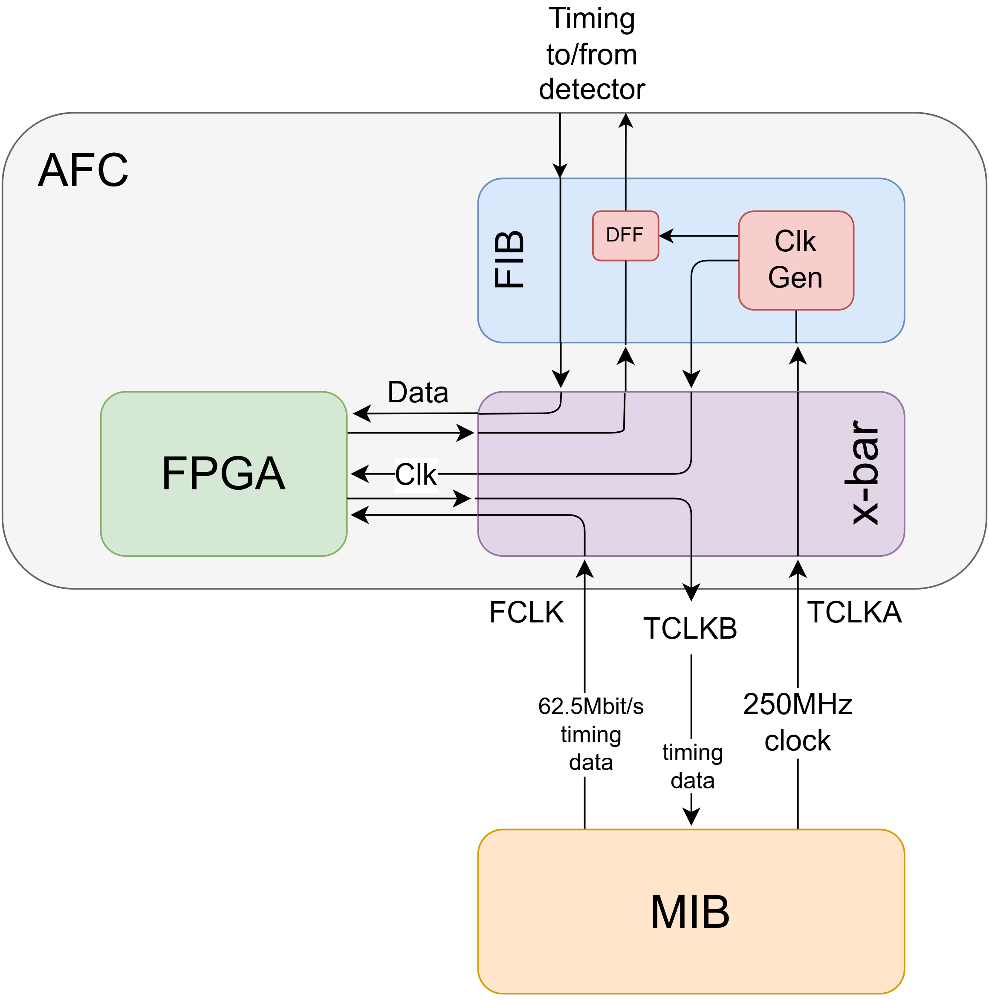 Timing
to/from
detector
AFC
FIB
DFF
Clk
Gen
Data
FPGA
Clk
x-bar
FCLK
TCLKB
TCLKA
62.5Mbit/s
timing
data
timing
data
250MHz
clock
MIB